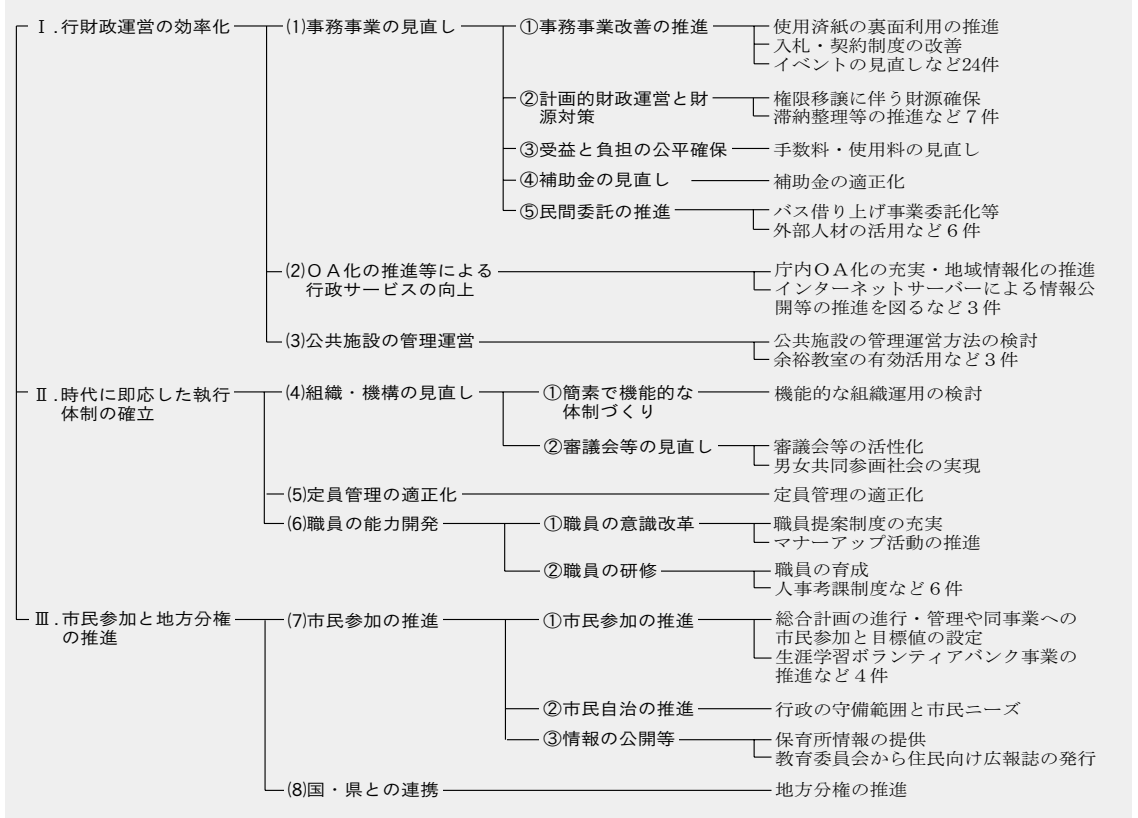 Ⅰ.行財政運営の効率化
⑴事務事業の見直し
①事務事業改善の推進
使用済紙の裏面利用の推進
入札・契約制度の改善
イベントの見直しなど24件
②計画的財政運営と財
源対策
権限移譲に伴う財源確保
滞納整理等の推進など７件
③受益と負担の公平確保
手数料・使用料の見直し
④補助金の見直し
補助金の適正化
⑤民間委託の推進
バス借り上げ事業委託化等
外部人材の活用など６件
⑵ＯＡ化の推進等による
行政サービスの向上
庁内ＯＡ化の充実・地域情報化の推進
インターネットサーバーによる情報公
開等の推進を図るなど３件
⑶公共施設の管理運営
公共施設の管理運営方法の検討
余裕教室の有効活用など３件
Ⅱ.時代に即応した執行
体制の確立
⑷組織・機構の見直し
①簡素で機能的な
体制づくり
機能的な組織運用の検討
②審議会等の見直し
審議会等の活性化
男女共同参画社会の実現
⑸定員管理の適正化
定員管理の適正化
⑹職員の能力開発
①職員の意識改革
職員提案制度の充実
マナーアップ活動の推進
②職員の研修
職員の育成
人事考課制度など６件
Ⅲ.市民参加と地方分権
の推進
⑺市民参加の推進
①市民参加の推進
総合計画の進行・管理や同事業への
市民参加と目標値の設定
生涯学習ボランティアバンク事業の
推進など４件
②市民自治の推進
行政の守備範囲と市民ニーズ
③情報の公開等
保育所情報の提供
教育委員会から住民向け広報誌の発行
⑻国・県との連携
地方分権の推進